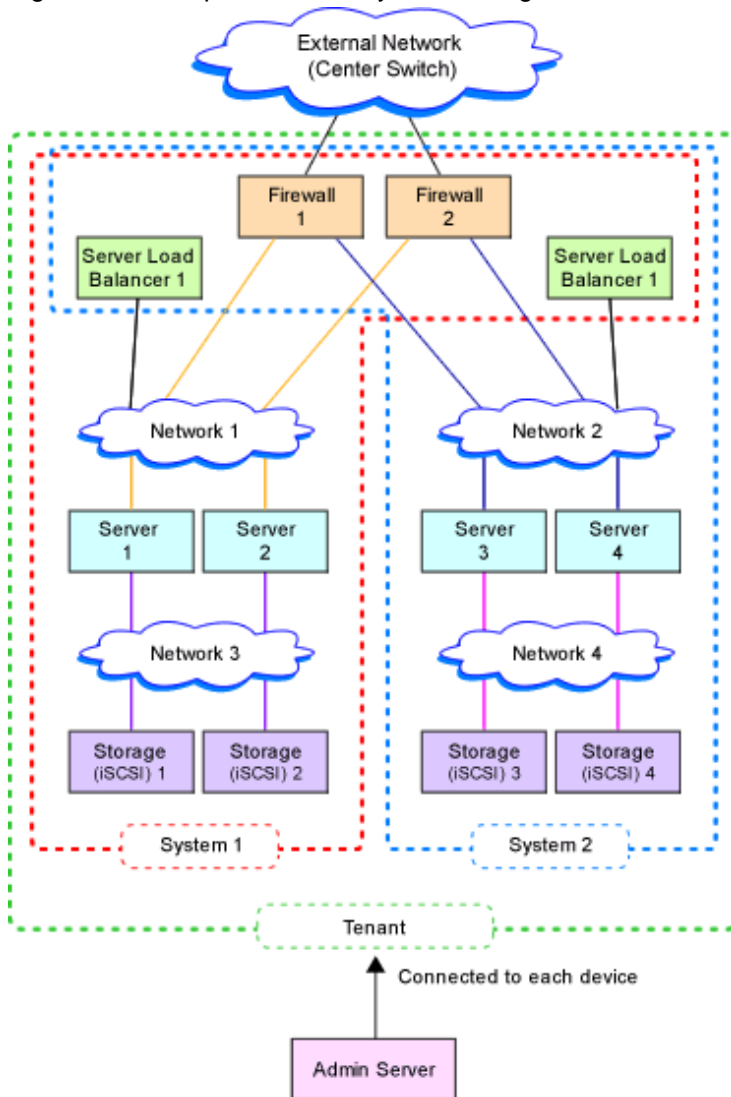 External Network
(Center Switch)
Firewall
1
Firewall
2
Server Load
Balancer 1
Server Load
Balancer 1
Network 1
Network 2
Server
1
Server
2
Server
3
Server
4
Network 3
Network 4
Storage
(iSCSI) 1
Storage
(iSCSI) 2
Storage
(iSCSI) 3
Storage
(iSCSI) 4
System 1
System 2
Tenant
Connected to each device
Admin Server